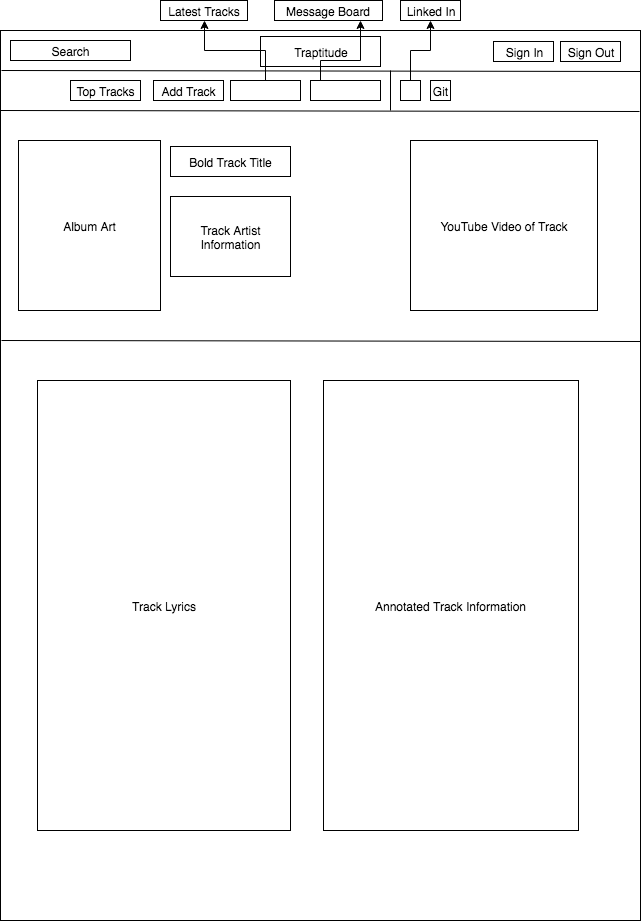 Latest Tracks
Message Board
Linked In
Search
Traptitude
Sign In
Sign Out
Top Tracks
Add Track
Git
Bold Track Title
Album Art
Track Artist
Information
YouTube Video of Track
Track Lyrics
Annotated Track Information